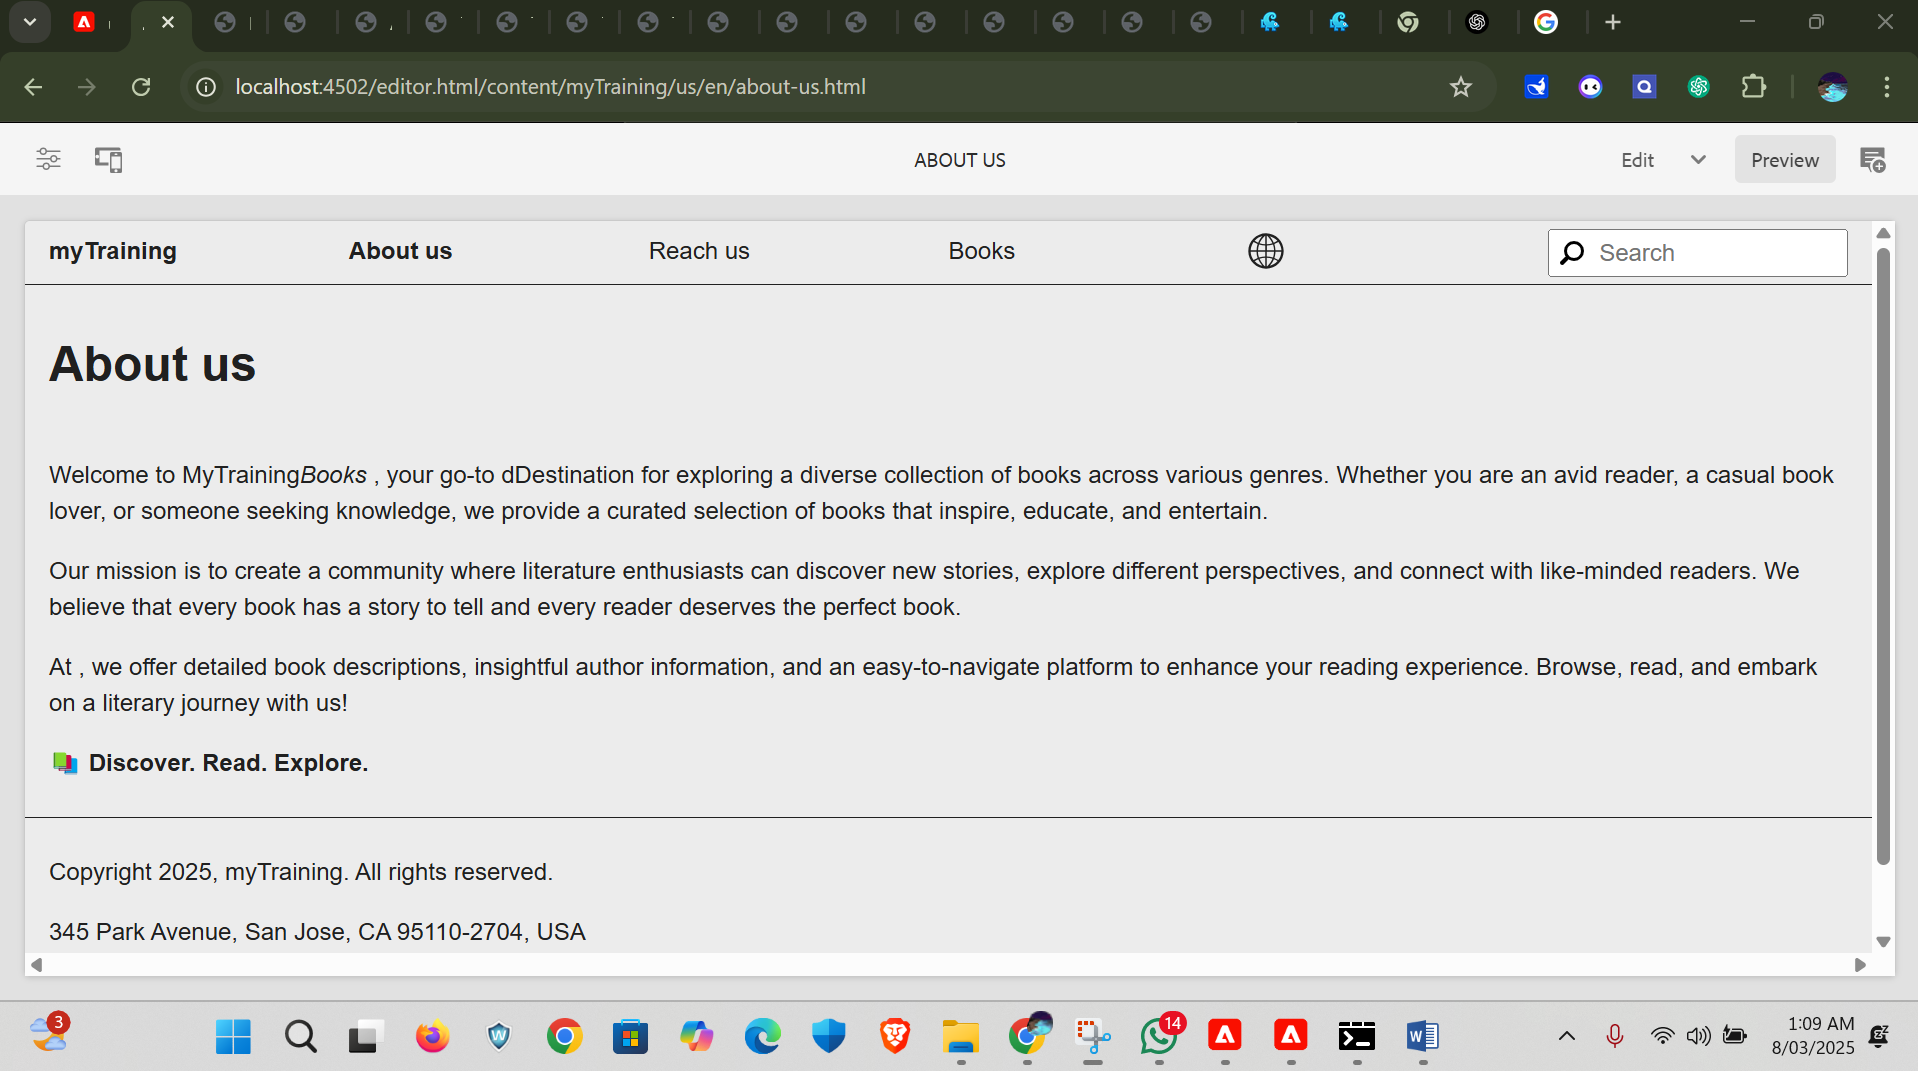 localhost:4502/editor.html/content/myTraining/us/en/about-us.html
ABOUT US
Edit
Preview
myTraining
About us
Reach us
Books
Search
About us
Welcome to MyTrainingBooks , your go-to dDestination for exploring a diverse collection of books across various genres. Whether you are an avid reader, a casual book
lover, or someone seeking knowledge, we provide a curated selection of books that inspire, educate, and entertain.
Our mission is to create a community where literature enthusiasts can discover new stories, explore different perspectives, and connect with like-minded readers. We
believe that every book has a story to tell and every reader deserves the perfect book.
At , we offer detailed book descriptions, insightful author information, and an easy-to-navigate platform to enhance your reading experience. Browse, read, and embark
on a literary journey with us!
Discover. Read. Explore.
Copyright 2025, myTraining. All rights reserved.
345 Park Avenue, San Jose, CA 95110-2704, USA
3
14
1:09 AM
8/03/2025